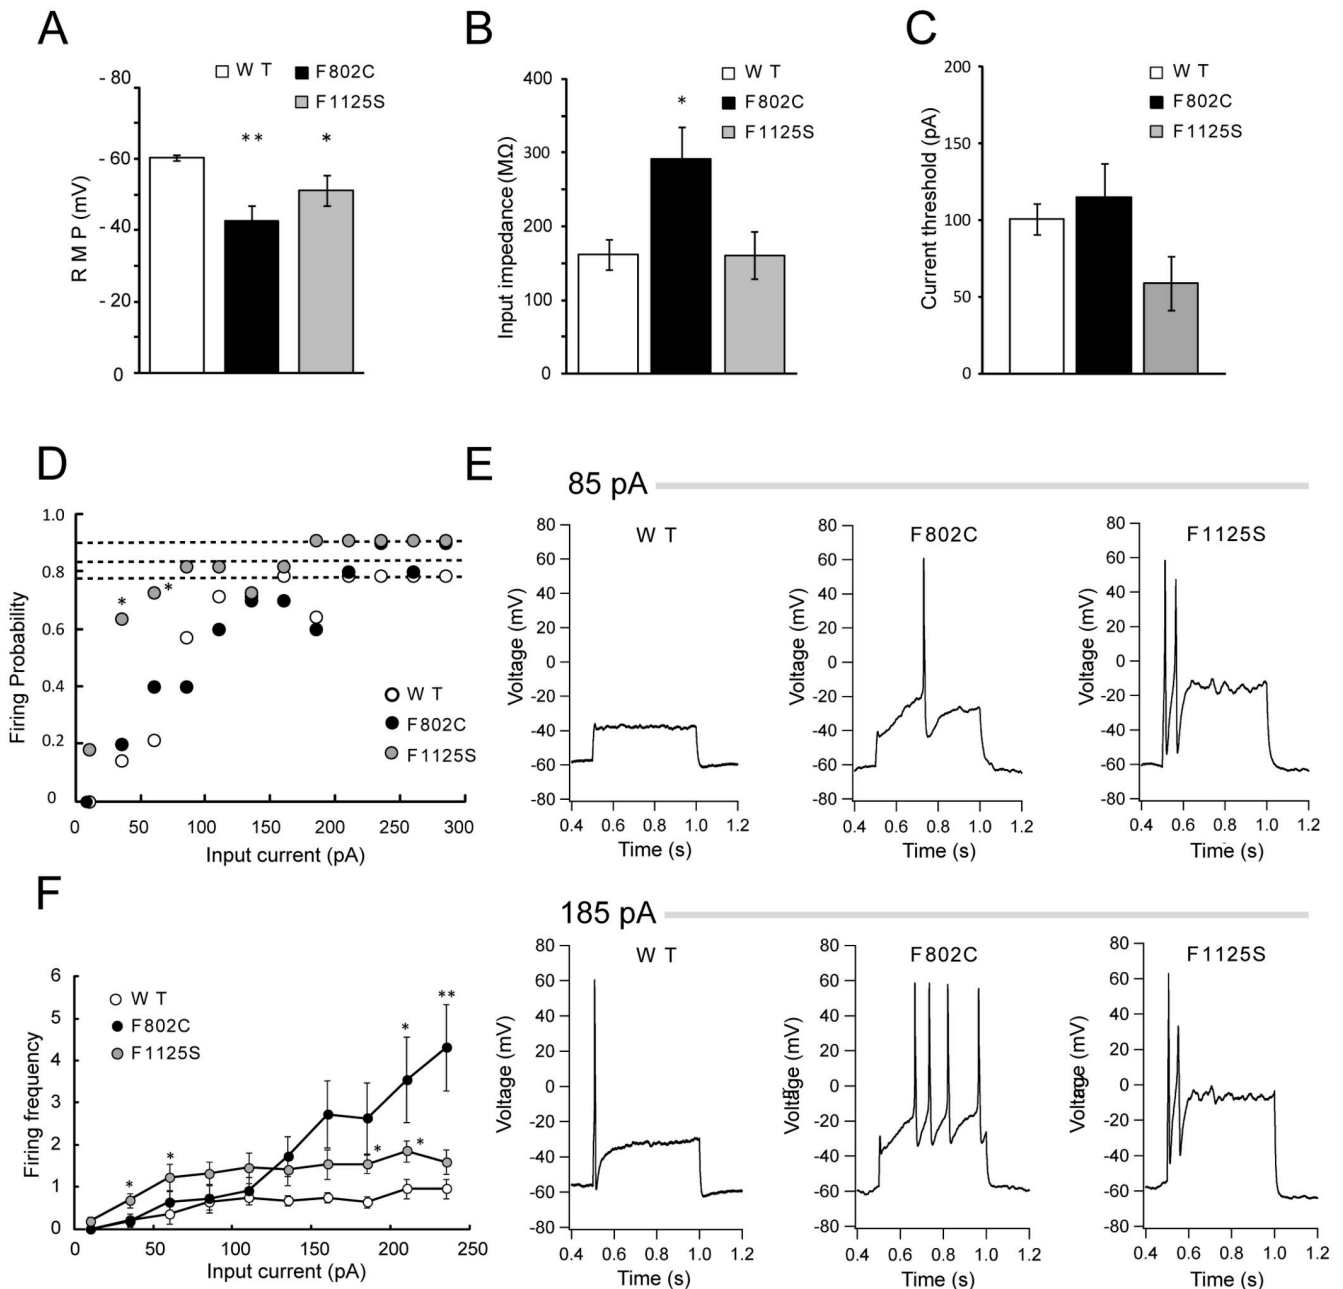 A
- 80
- 60
- 40
- 20
0
R M P (mV)
W T
F802C
F1125S
**
*
B
400
300
200
100
0
Input impedance (MΩ)
W T
F802C
F1125S
*
C
200
150
100
50
0
Current threshold (pA)
W T
F802C
F1125S
D
1.0
0.8
0.6
0.4
0.2
0
Firing Probability
*
*
W T
F802C
F1125S
0 50 100 150 200 250 300
Input current (pA)
E
85 pA
W T
80
60
40
20
0
-20
-40
-60
-80
Voltage (mV)
0.4 0.6 0.8 1.0 1.2
Time (s)
F802C
80
60
40
20
0
-20
-40
-60
-80
Voltage (mV)
0.4 0.6 0.8 1.0 1.2
Time (s)
F1125S
80
60
40
20
0
-20
-40
-60
-80
Voltage (mV)
0.4 0.6 0.8 1.0 1.2
Time (s)
185 pA
W T
80
60
40
20
0
-20
-40
-60
-80
Voltage (mV)
0.4 0.6 0.8 1.0 1.2
Time (s)
F802C
80
60
40
20
0
-20
-40
-60
-80
Voltage (mV)
0.4 0.6 0.8 1.0 1.2
Time (s)
F1125S
80
60
40
20
0
-20
-40
-60
-80
Voltage (mV)
0.4 0.6 0.8 1.0 1.2
Time (s)
F
6
5
4
3
2
1
0
Firing frequency
W T
F802C
F1125S
*
*
*
*
*
**
0 50 100 150 200 250
Input current (pA)